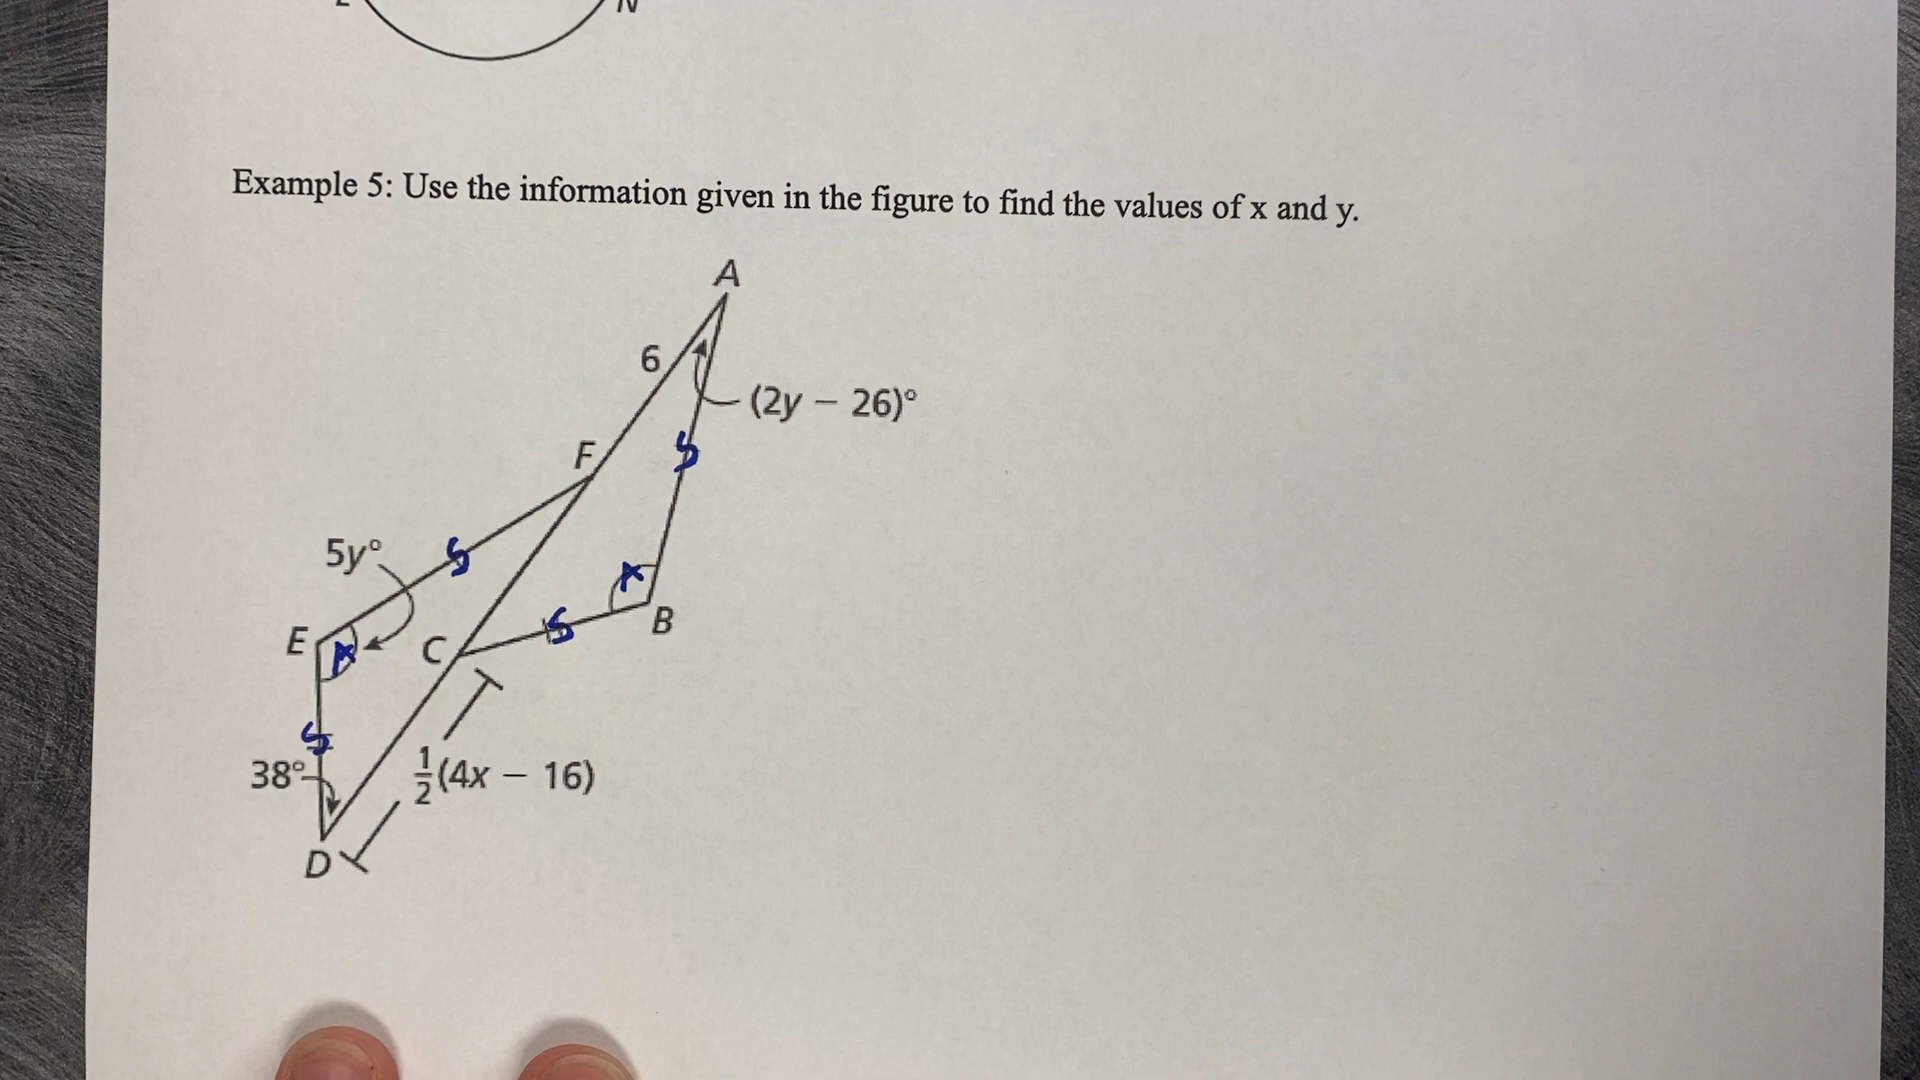 N
Example 5: Use the information given in the figure to find the values of x and y.
A
6
(2y – 26)°
S
F
5y°
S
A
B
S
E
A
C
S
38°
½(4x – 16)
D